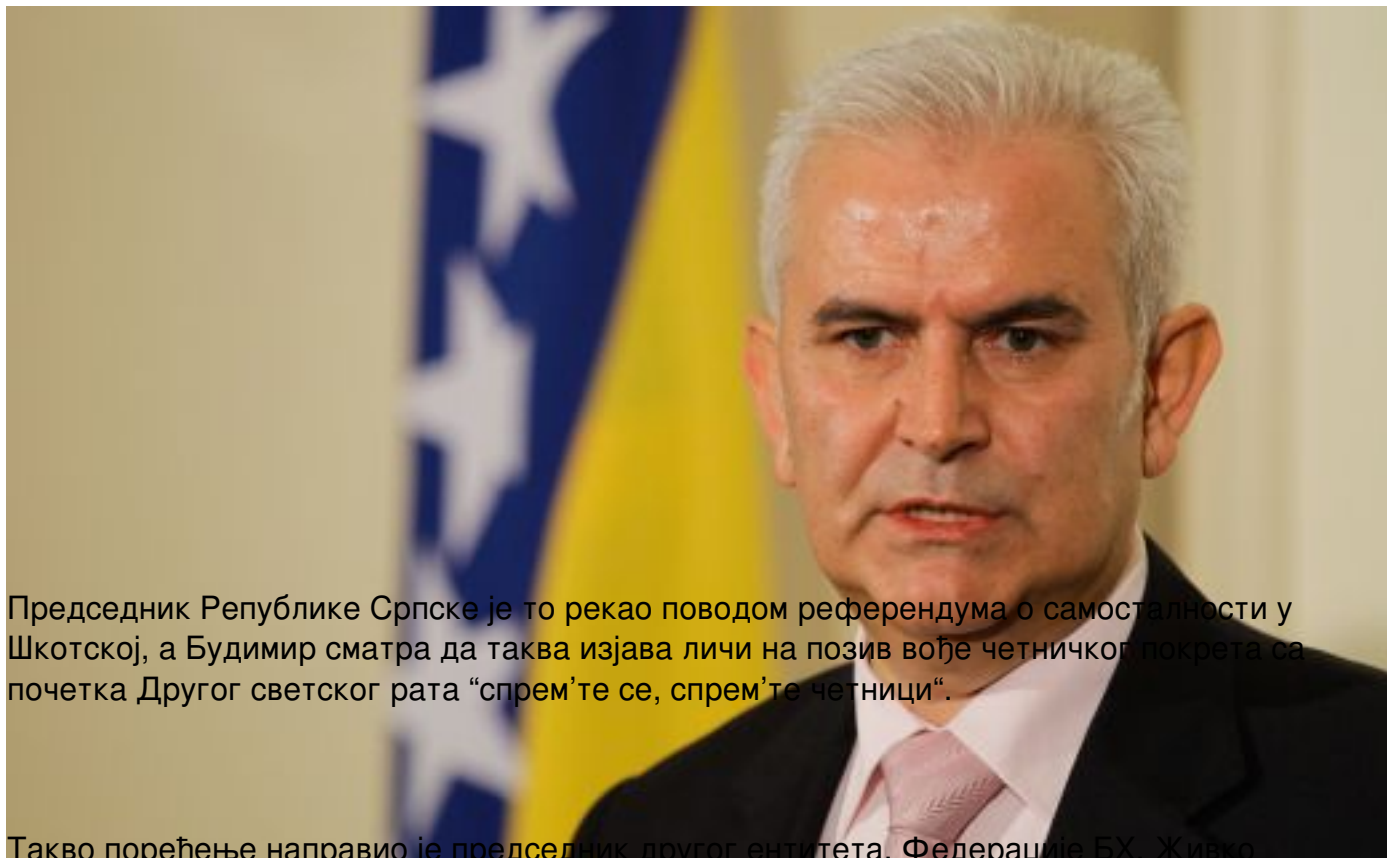 Председник Републике Српске је то рекао поводом референдума о самосталности у
Шкотској, а Будимир сматра да таква изјава личи на позив вође четничког покрета са
почетка Другог светског рата “спрем’те се, спрем’те четници“.
Такво поређење направио је председник другог ентитета, Федерације БХ, Живко